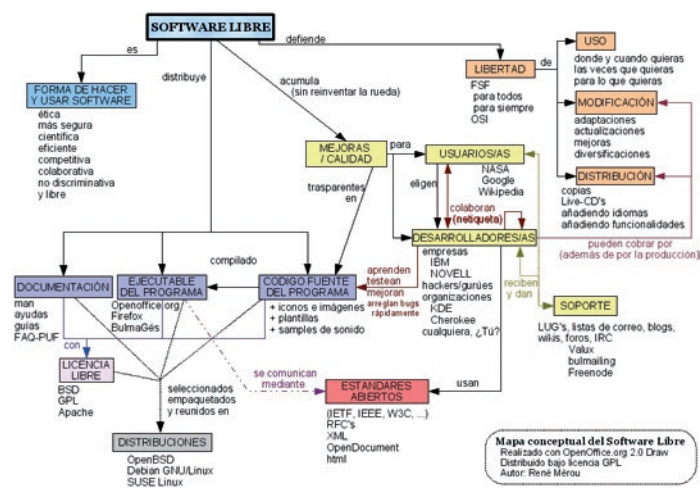 SOFTWARE LIBRE
defiende
es
distribuye
acumula
(sin reinventar la rueda)
FORMA DE HACER
Y USAR SOFTWARE
ética
más segura
científica
eficiente
competitiva
colaborativa
no discriminativa
y libre
LIBERTAD
de
FSF
para todos
para siempre
OSI
USO
donde y cuando quieras
las veces que quieras
para lo que quieras
MODIFICACIÓN
adaptaciones
actualizaciones
mejoras
diversificaciones
DISTRIBUCIÓN
copias
Live-CD's
añadiendo idiomas
añadiendo funcionalidades
MEJORAS
/ CALIDAD
para
trasparentes
en
USUARIOS/AS
NASA
Google
Wikipedia
eligen
colaboran
(netiqueta)
DESARROLLADORES/AS
empresas
IBM
NOVELL
hackers/gurúes
organizaciones
KDE
Cherokee
cualquiera, ¿Tú?
pueden cobrar por
(además de por la producción)
reciben
y dan
SOPORTE
LUG's, listas de correo, blogs,
wikis, foros, IRC
Valux
bulmailing
Freenode
compilado
DOCUMENTACIÓN
man
ayudas
guías
FAQ-PUF
EJECUTABLE
DEL PROGRAMA
Openoffice.org
Firefox
BulmaGés
CÓDIGO FUENTE
DEL PROGRAMA
+ iconos e imágenes
+ plantillas
+ samples de sonido
aprenden
testean
mejoran
arreglan bugs
rápidamente
con
LICENCIA
LIBRE
BSD
GPL
Apache
seleccionados
empaquetados
y reunidos en
DISTRIBUCIONES
OpenBSD
Debian GNU/Linux
SUSE Linux
se comunican
mediante
usan
ESTÁNDARES
ABIERTOS
(IETF, IEEE, W3C, ...)
RFC's
XML
OpenDocument
html
Mapa conceptual del Software Libre
Realizado con OpenOffice.org 2.0 Draw
Distribuido bajo licencia GPL
Autor: René Mérou